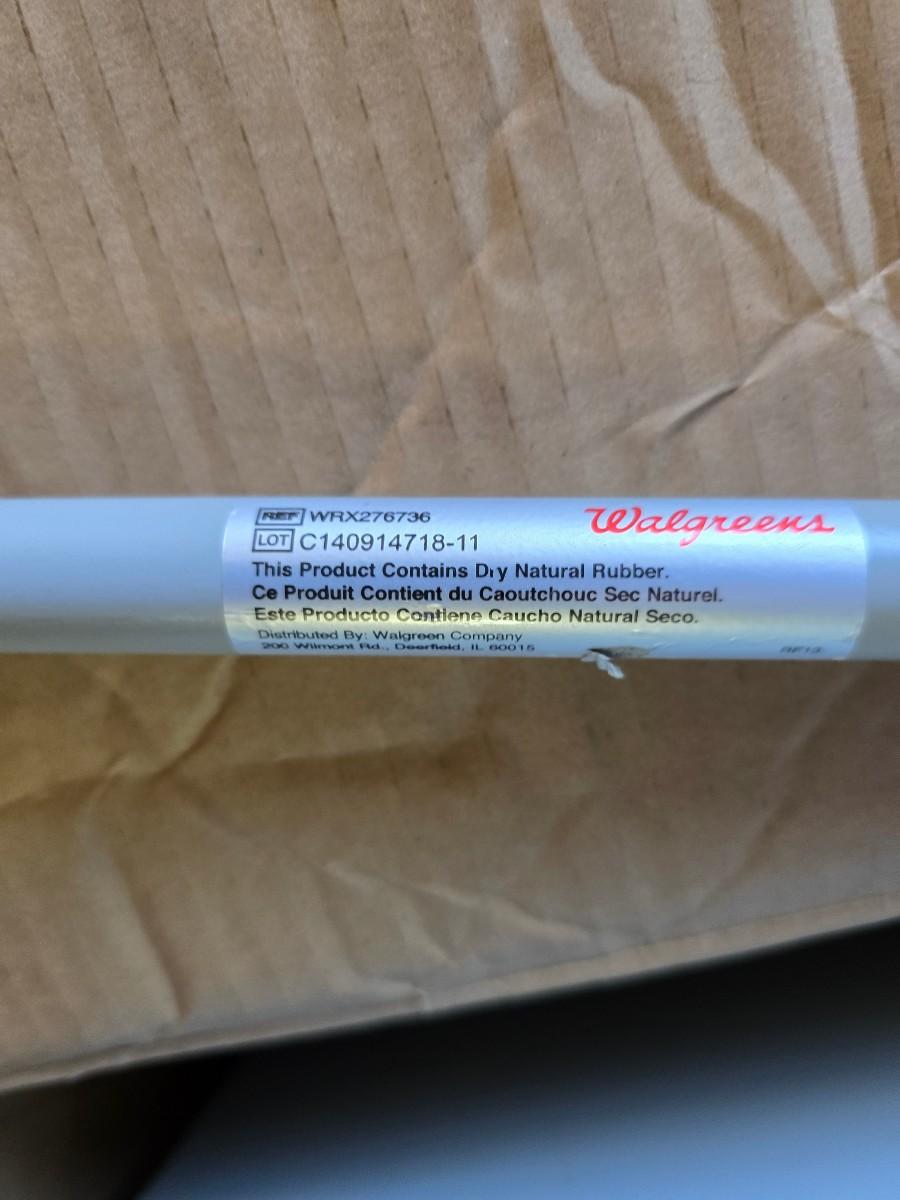 REF WRX276736
Walgreens
LOT C140914718-11
This Product Contains Dry Natural Rubber.
Ce Produit Contient du Caoutchouc Sec Naturel.
Este Producto Contiene Caucho Natural Seco.
Distributed By: Walgreen Company
200 Wilmont Rd., Deerfield, IL 60015